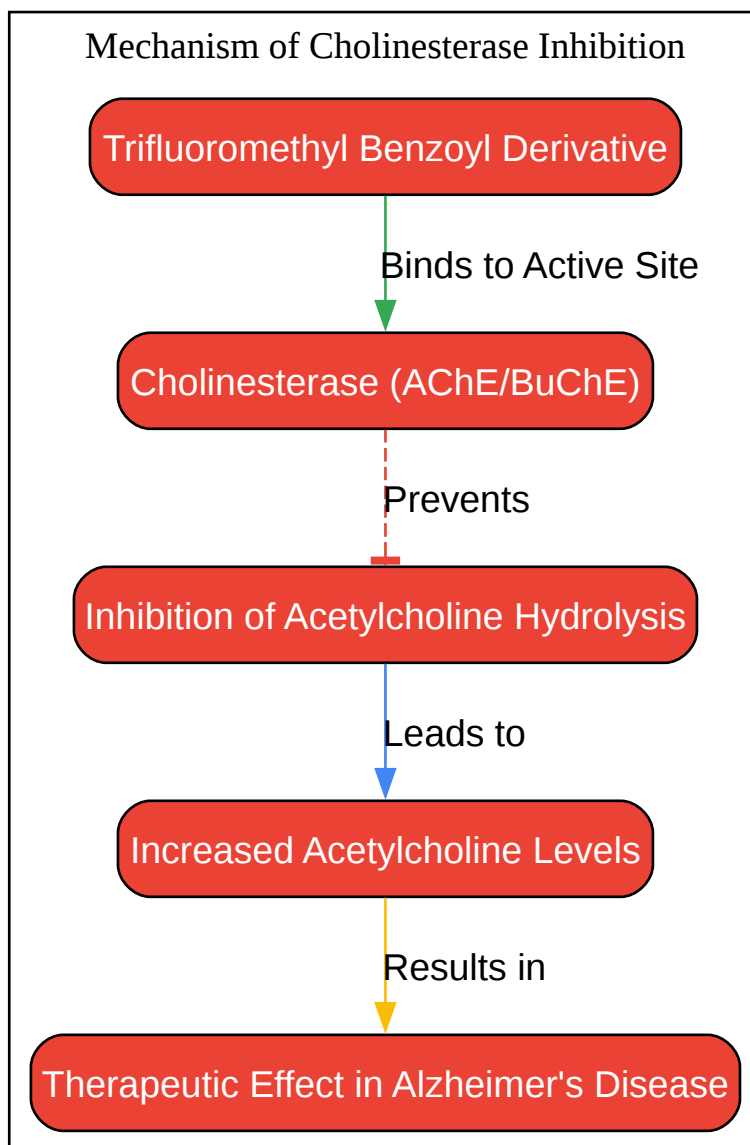 Mechanism of Cholinesterase Inhibition
Trifluoromethyl Benzoyl Derivative
Binds to Active Site
Cholinesterase (AChE/BuChE)
Prevents
Inhibition of Acetylcholine Hydrolysis
Leads to
Increased Acetylcholine Levels
Results in
Therapeutic Effect in Alzheimer's Disease